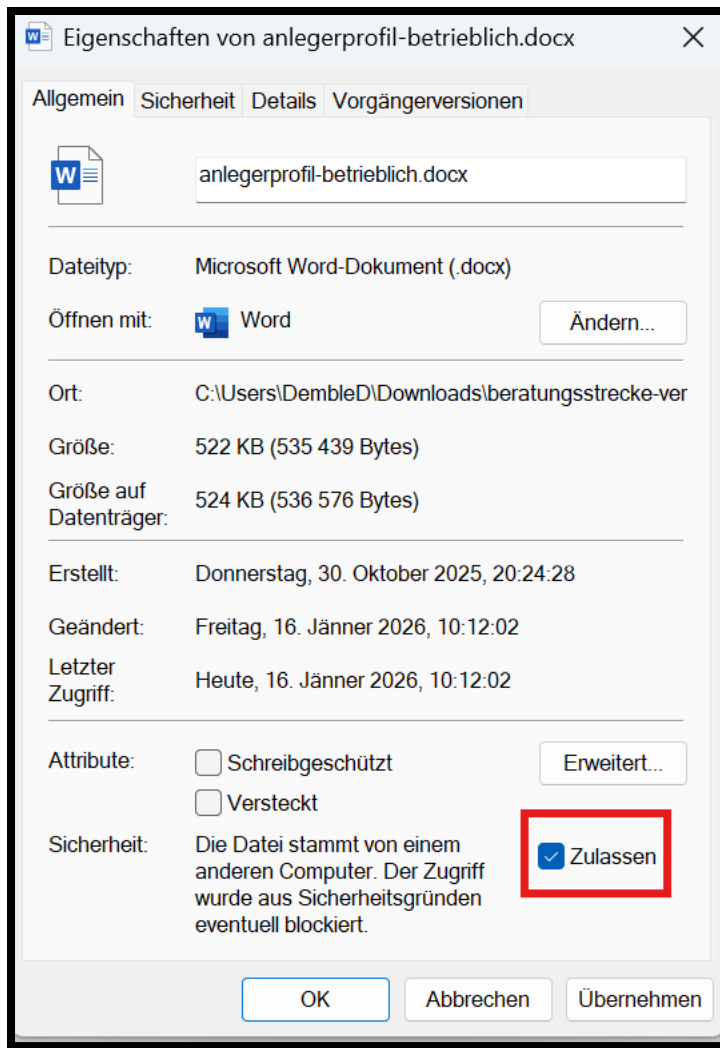 Eigenschaften von anlegerprofil-betrieblich.docx
Allgemein Sicherheit Details Vorgängerversionen
W
anlegerprofil-betrieblich.docx
Dateityp: Microsoft Word-Dokument (.docx)
Öffnen mit: Word Ändern...
Ort: C:\Users\DembleD\Downloads\beratungsstrecke-ver
Größe: 522 KB (535 439 Bytes)
Größe auf
Datenträger: 524 KB (536 576 Bytes)
Erstellt: Donnerstag, 30. Oktober 2025, 20:24:28
Geändert: Freitag, 16. Jänner 2026, 10:12:02
Letzter
Zugriff: Heute, 16. Jänner 2026, 10:12:02
Attribute: Schreibgeschützt Erweitert...
Versteckt
Sicherheit: Die Datei stammt von einem
anderen Computer. Der Zugriff
wurde aus Sicherheitsgründen
eventuell blockiert.
Zulassen
OK Abbrechen Übernehmen